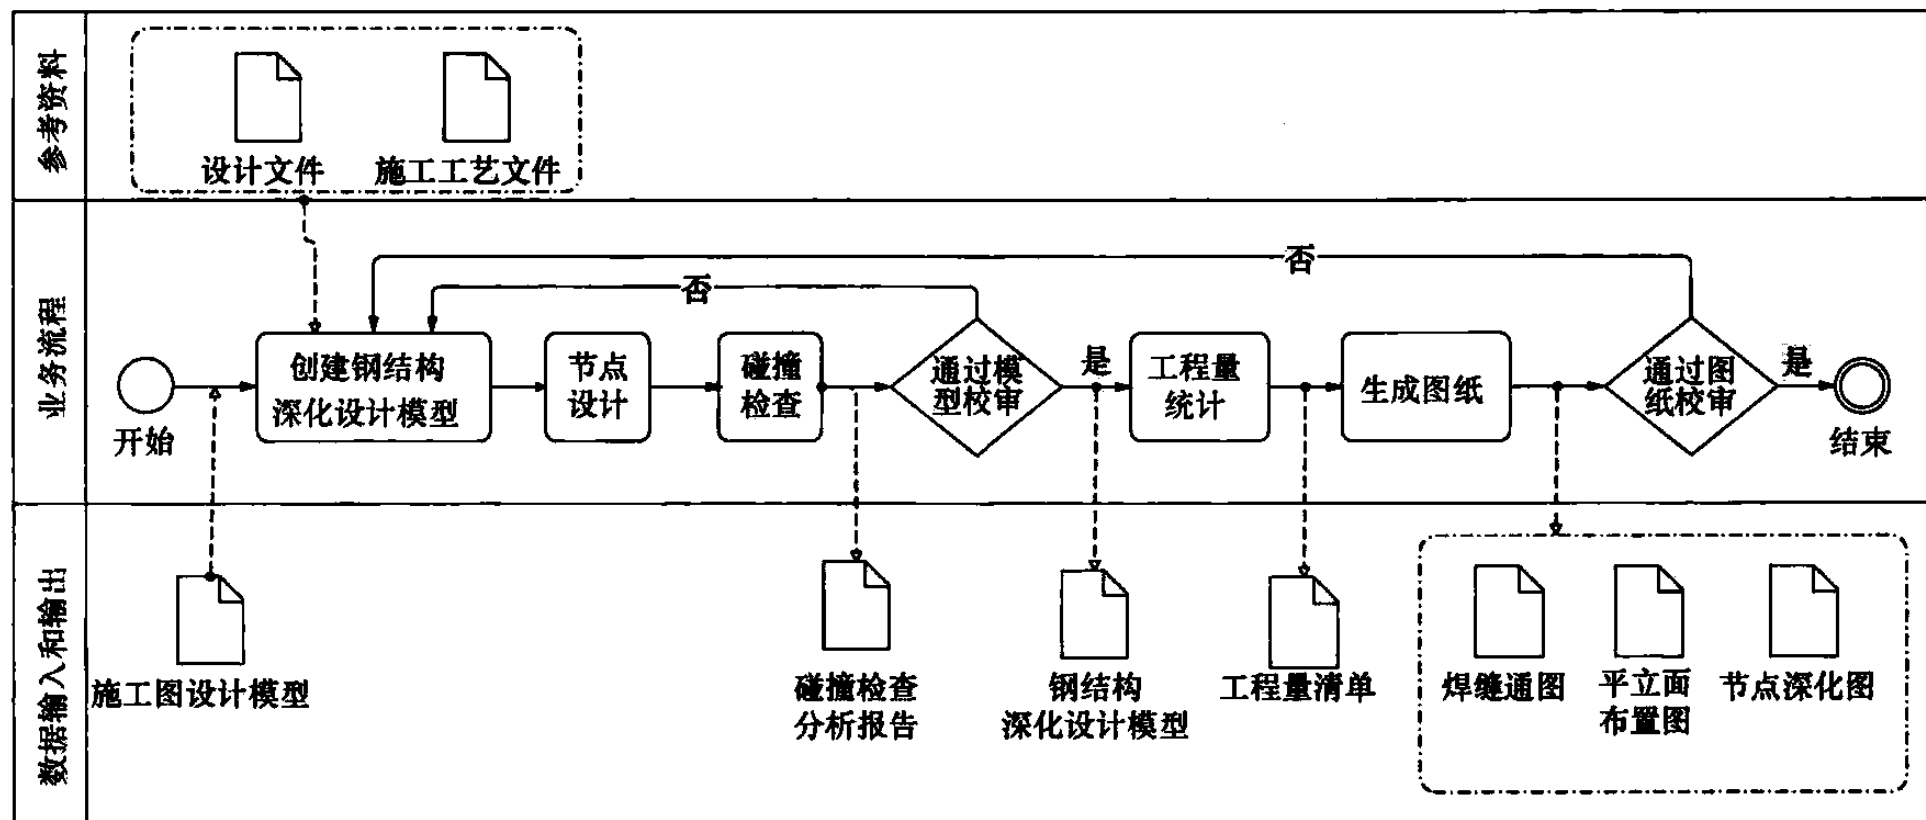 参考资料
设计文件
施工工艺文件
业务流程
否
否
开始
创建钢结构
深化设计模型
节点
设计
碰撞
检查
通过模
型校审
是
工程量
统计
生成图纸
通过图
纸校审
是
结束
数据输入和输出
施工图设计模型
碰撞检查
分析报告
钢结构
深化设计模型
工程量清单
焊缝通图
平立面
布置图
节点深化图